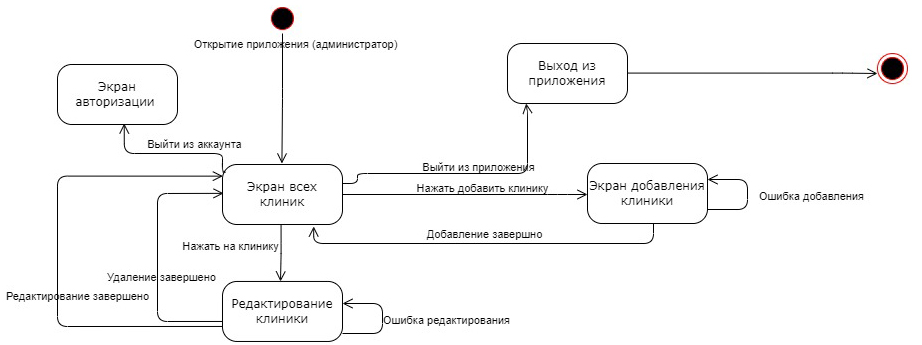 Открытие приложения (администратор)
Выход из
приложения
Экран
авторизации
Выйти из аккаунта
Выйти из приложения
Экран всех
клиник
Нажать добавить клинику
Экран добавления
клиники
Ошибка добавления
Нажать на клинику
Добавление завершно
Удаление завершено
Редактирование завершено
Редактирование
клиники
Ошибка редактирования